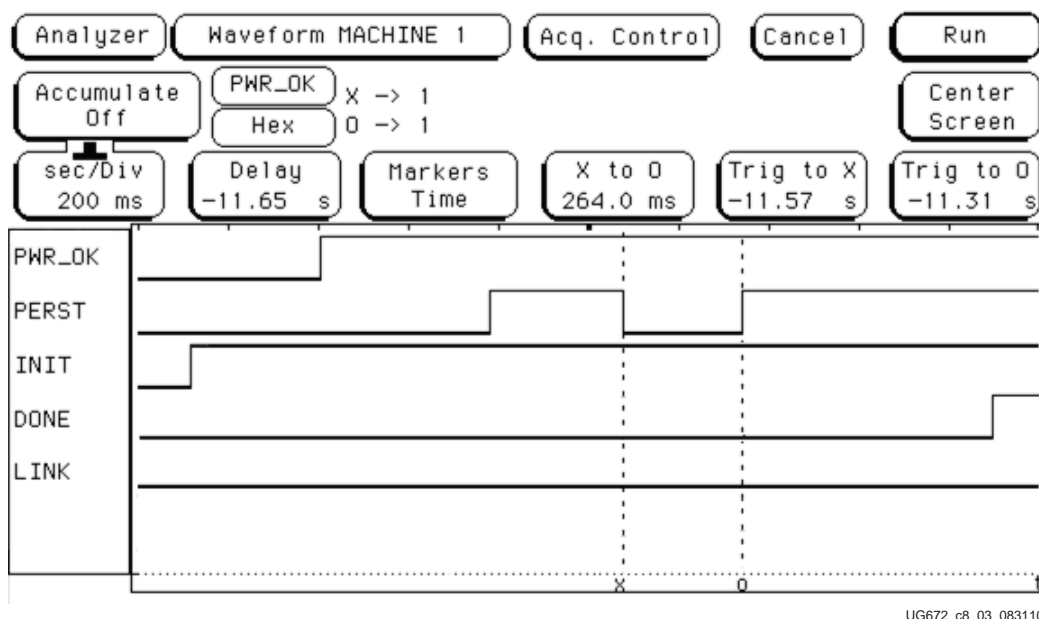 Analyzer Waveform MACHINE 1 Acq. Control Cancel Run
Accumulate Off
PWR_OK X -> 1
Hex O -> 1
Center Screen
sec/Div 200 ms
Delay -11.65 s
Markers Time
X to O 264.0 ms
Trig to X -11.57 s
Trig to O -11.31 s
PWR_OK
PERST
INIT
DONE
LINK
X O t
UG672_c8_03_083110